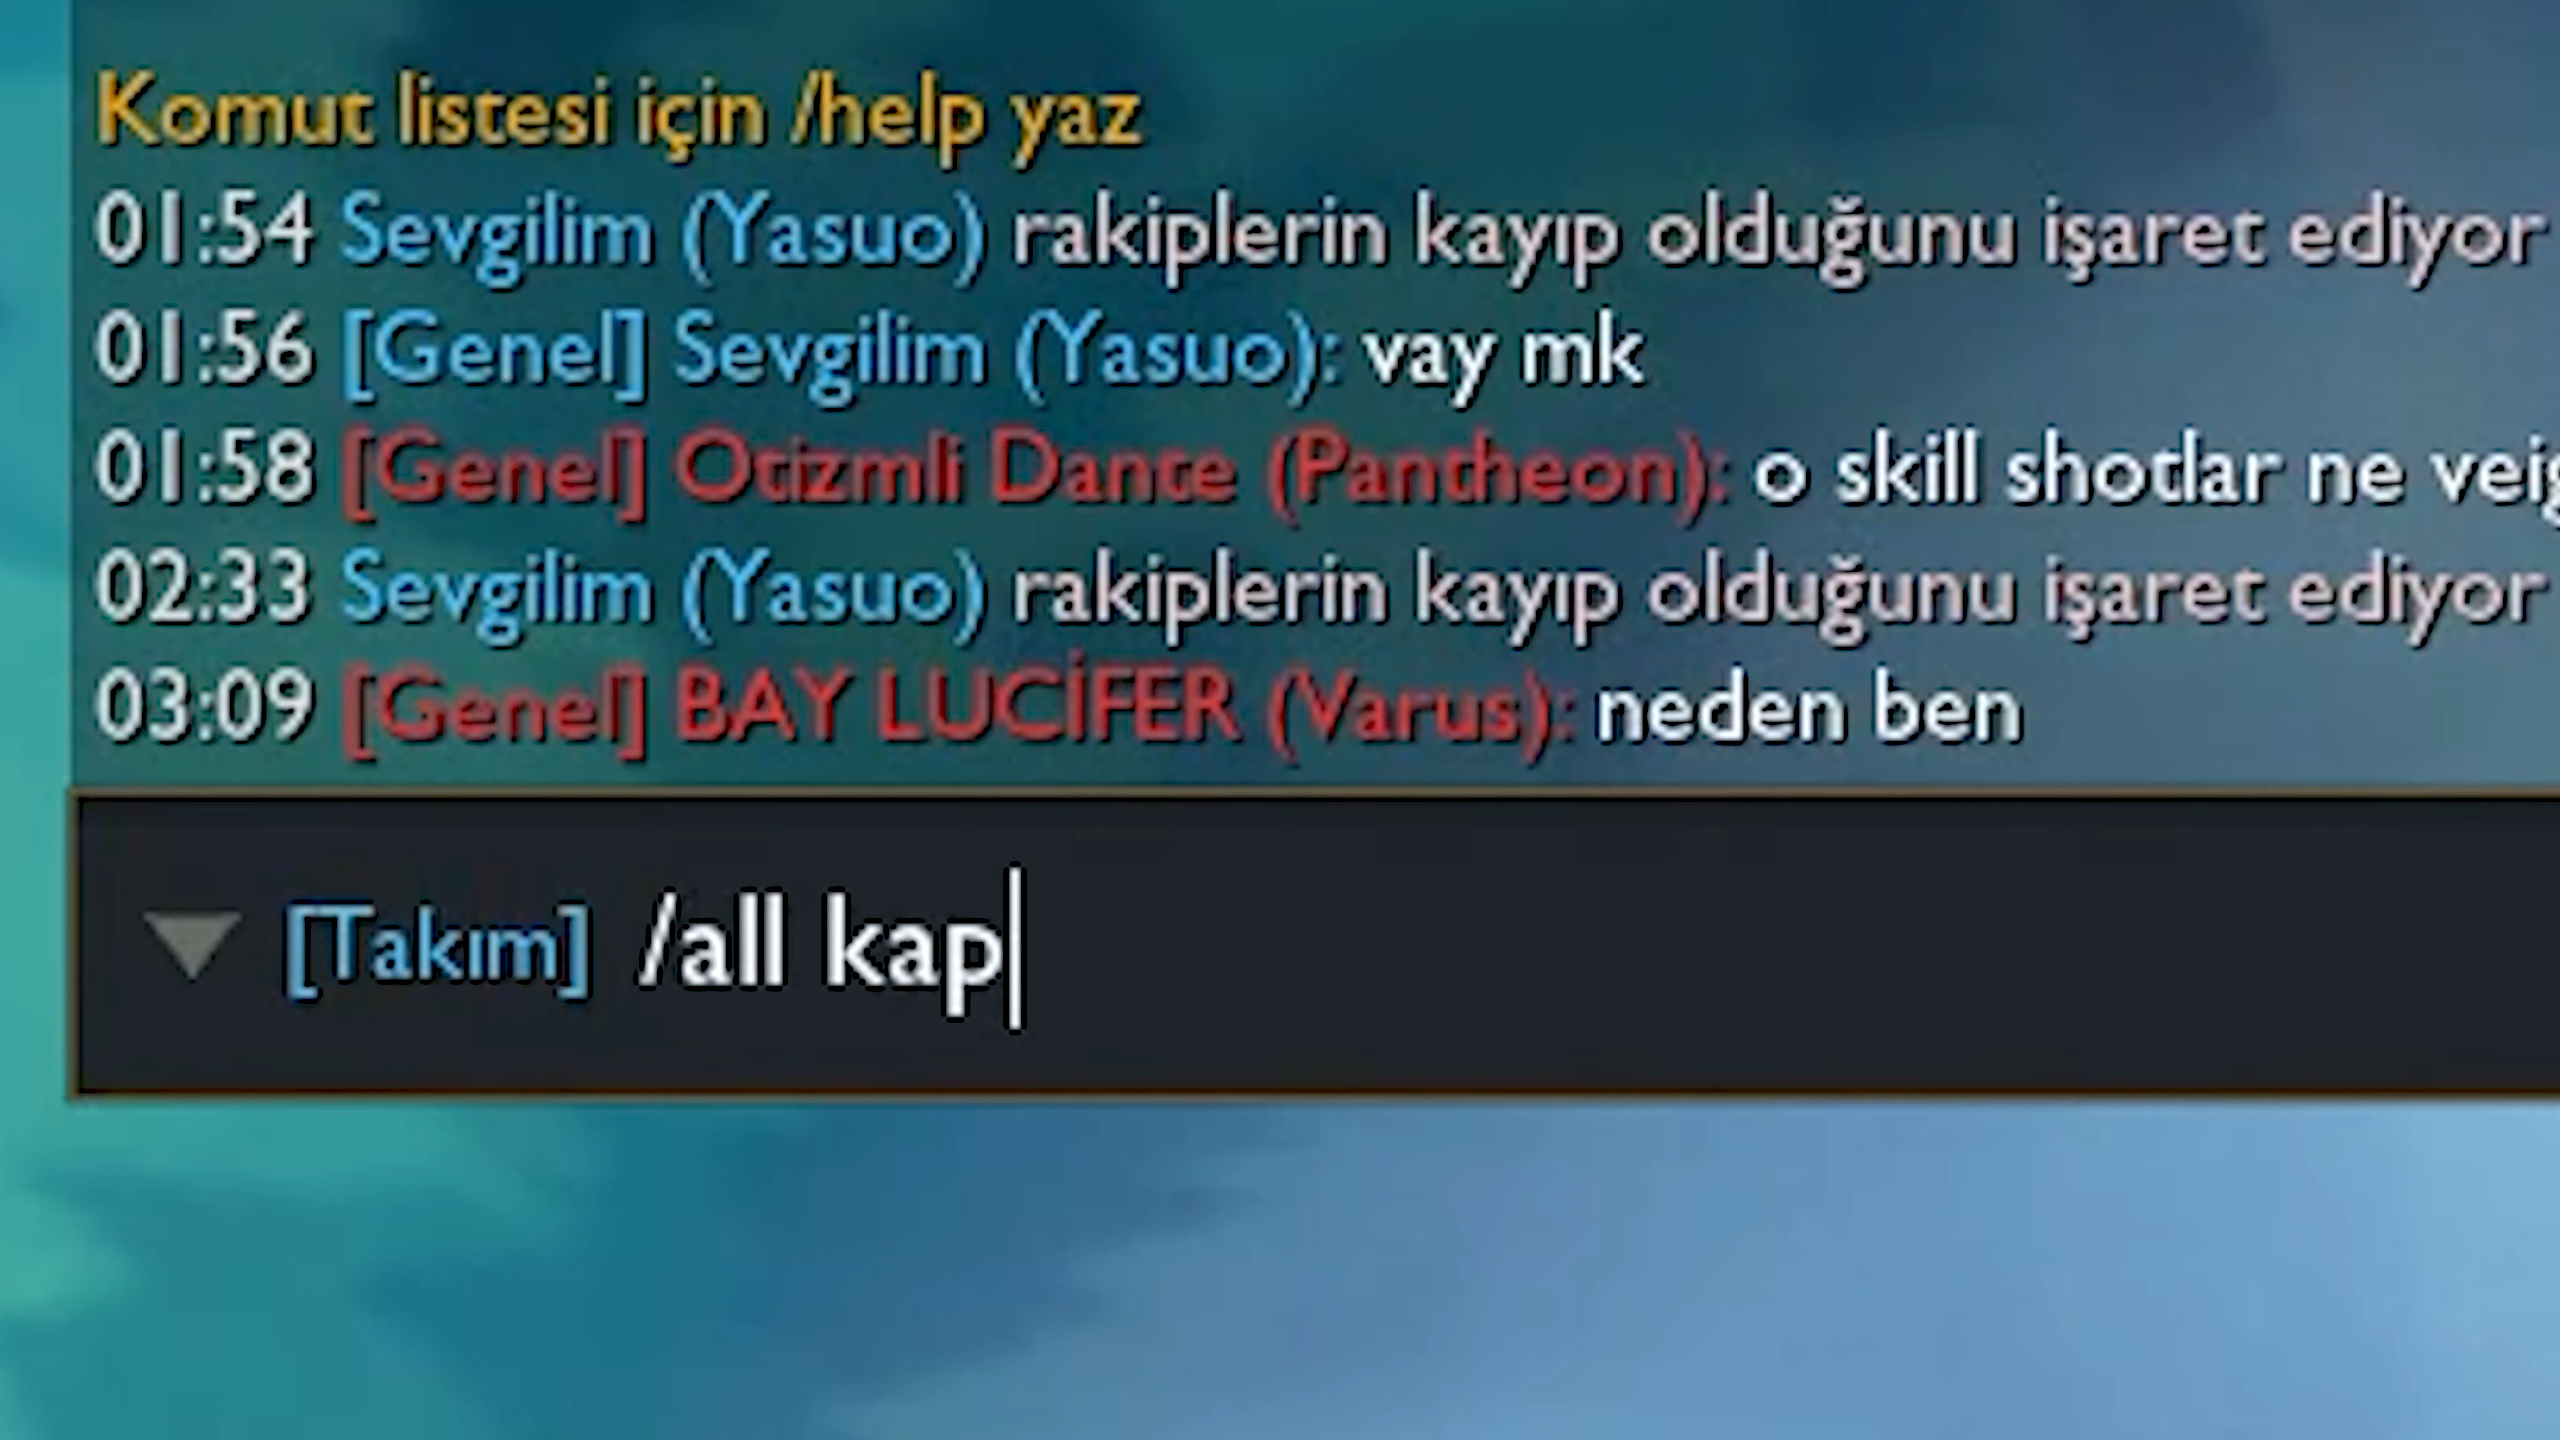 Komut listesi için /help yaz
01:54 Sevgilim (Yasuo) rakiplerin kayıp olduğunu işaret ediyor
01:56 [Genel] Sevgilim (Yasuo): vay mk
01:58 [Genel] Otizmli Dante (Pantheon): o skill shotlar ne veig
02:33 Sevgilim (Yasuo) rakiplerin kayıp olduğunu işaret ediyor
03:09 [Genel] BAY LUCİFER (Varus): neden ben
[Takım] /all kap